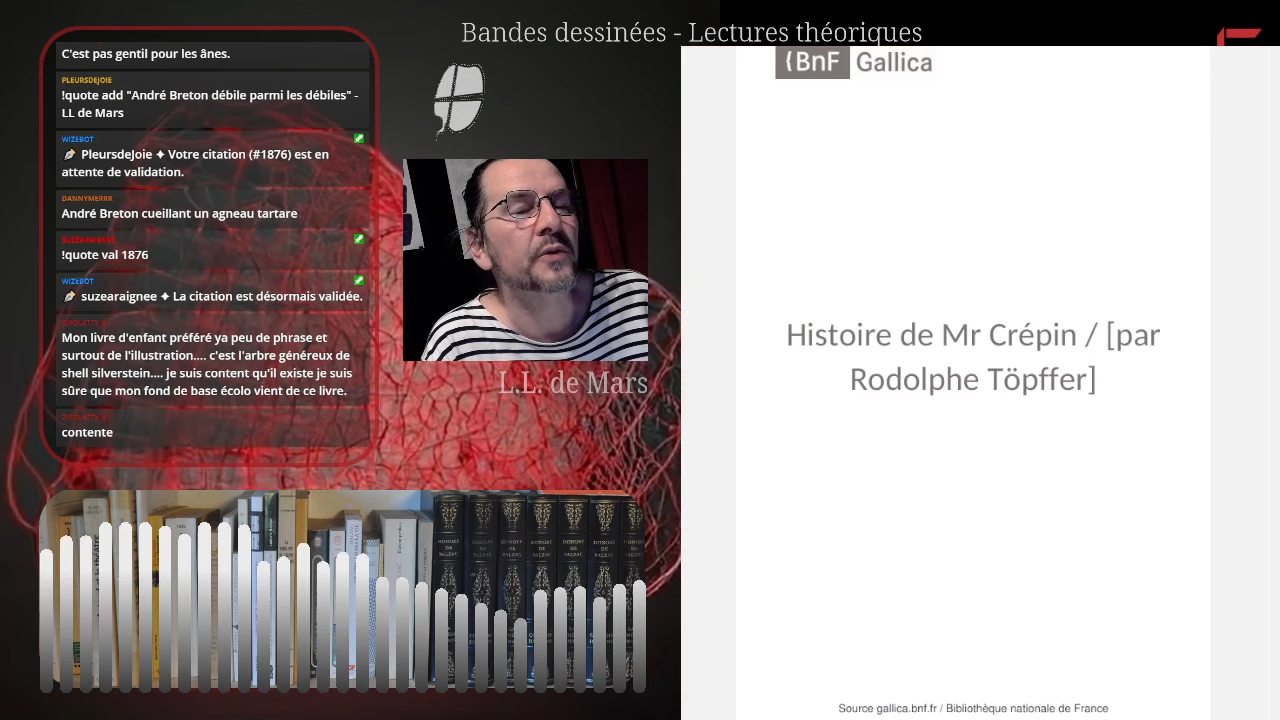 Bandes dessinées - Lectures théoriques
C'est pas gentil pour les ânes.
PLEURSDEJOIE
!quote add "André Breton débile parmi les débiles" -
LL de Mars
WIZEBOT
PleursdeJoie ✦ Votre citation (#1876) est en
attente de validation.
DANNYMERRR
André Breton cueillant un agneau tartare
SUZEARAIGNEE
!quote val 1876
WIZEBOT
suzearaignee ✦ La citation est désormais validée.
Mon livre d'enfant préféré ya peu de phrase et
surtout de l'illustration.... c'est l'arbre généreux de
shell silverstein.... je suis content qu'il existe je suis
sûre que mon fond de base écolo vient de ce livre.
contente
L.L. de Mars
HONORÉ
DE
BALZAC
{BnF Gallica
Histoire de Mr Crépin / [par
Rodolphe Töpffer]
Source gallica.bnf.fr / Bibliothèque nationale de France